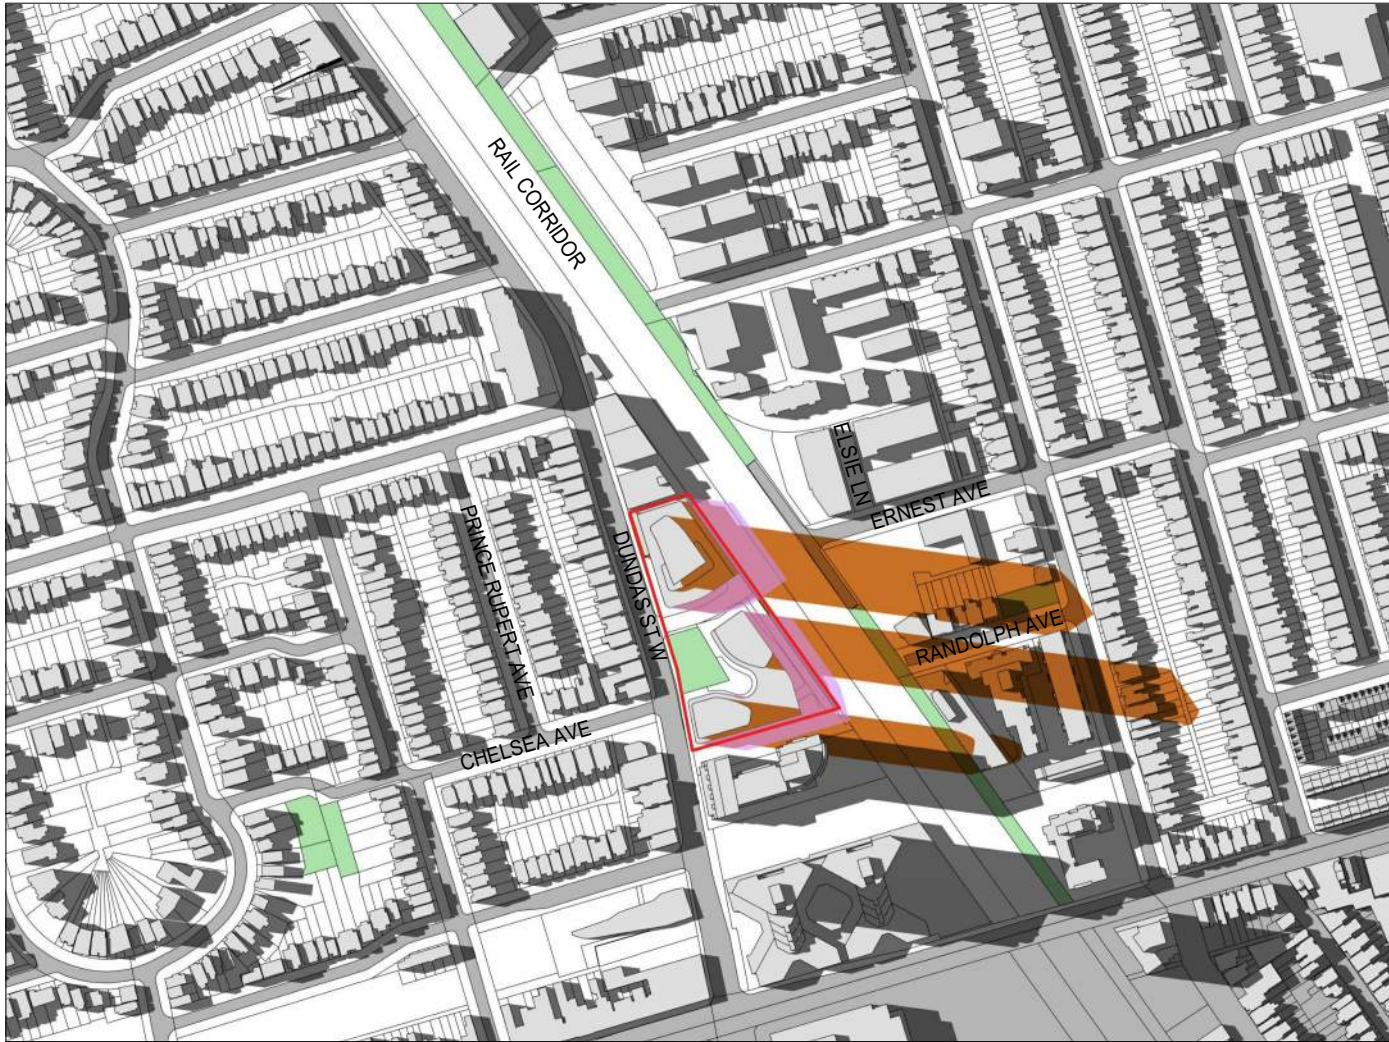 RAIL CORRIDOR
ELSIE LN
ERNEST AVE
PRINCE RUPERT AVE
DUNDAS ST W
RANDOLPH AVE
CHELSEA AVE